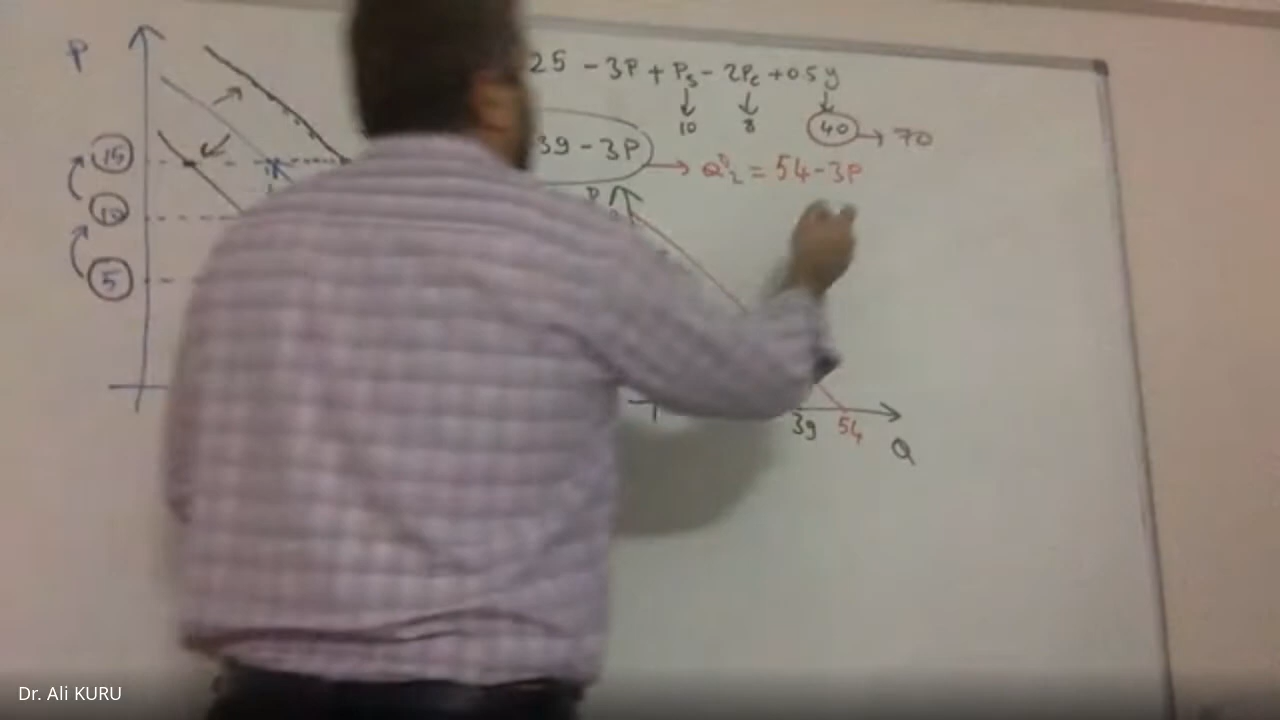 P
25 - 3P + Ps - 2Pc + 0.5y
10 8 40 → 70
39 - 3P
Q₂ᴰ = 54 - 3P
15
10
5
P
39 54
Q
Dr. Ali KURU